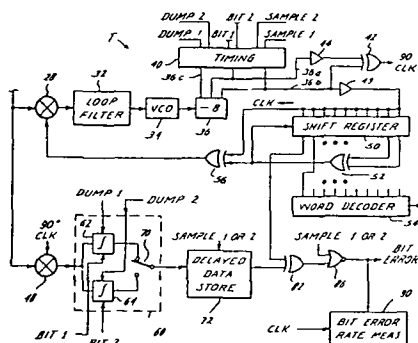 DUMP 2 SAMPLE 2
DUMP 1 BIT 1 BIT 2 SAMPLE 1
T
TIMING
40
36c
44
42
90 CLK
36a
36b
43
28
32
LOOP FILTER
VCO
34
÷ 8
36
CLK
SHIFT REGISTER
50
56
52
WORD DECODER
54
DUMP 1
DUMP 2
90° CLK
62
70
SAMPLE 1 OR 2
SAMPLE 1 OR 2
BIT ERROR
48
64
DELAYED DATA STORE
72
82
86
90
BIT 1
BIT 2
60
CLK
BIT ERROR RATE MEAS